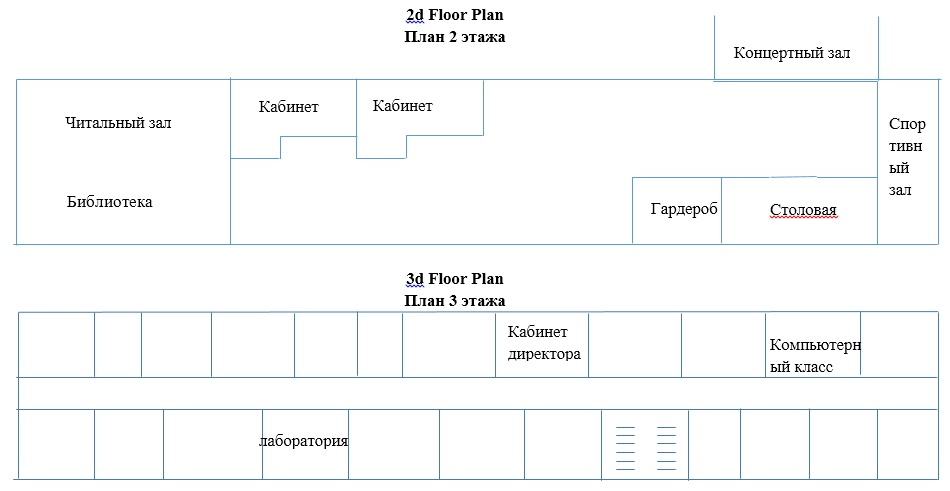 2d Floor Plan
План 2 этажа
Концертный зал
Кабинет
Кабинет
Читальный зал
Спор
тивн
ый
зал
Библиотека
Гардероб
Столовая
3d Floor Plan
План 3 этажа
Кабинет
директора
Компьютерн
ый класс
лаборатория